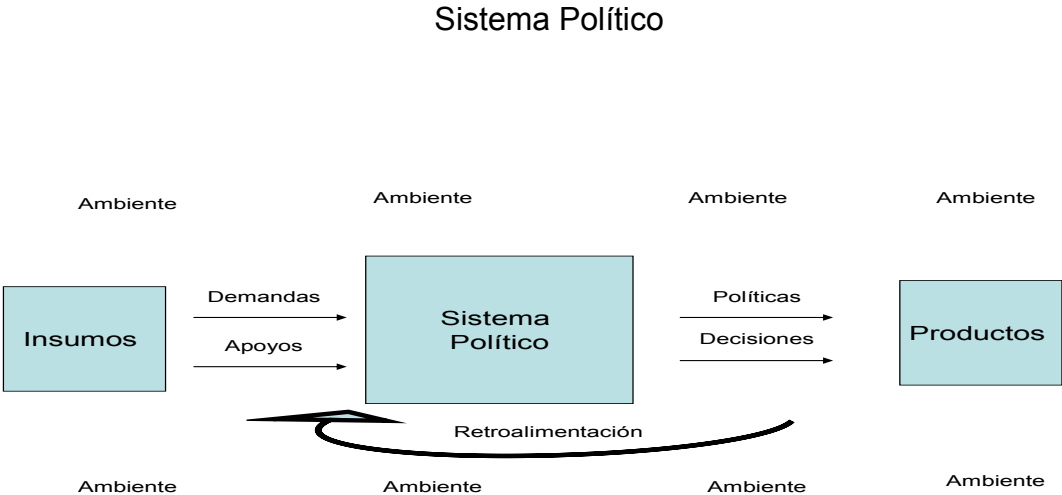 Sistema Político
Ambiente
Ambiente
Ambiente
Ambiente
Insumos
Demandas
Apoyos
Sistema
Político
Políticas
Decisiones
Productos
Retroalimentación
Ambiente
Ambiente
Ambiente
Ambiente